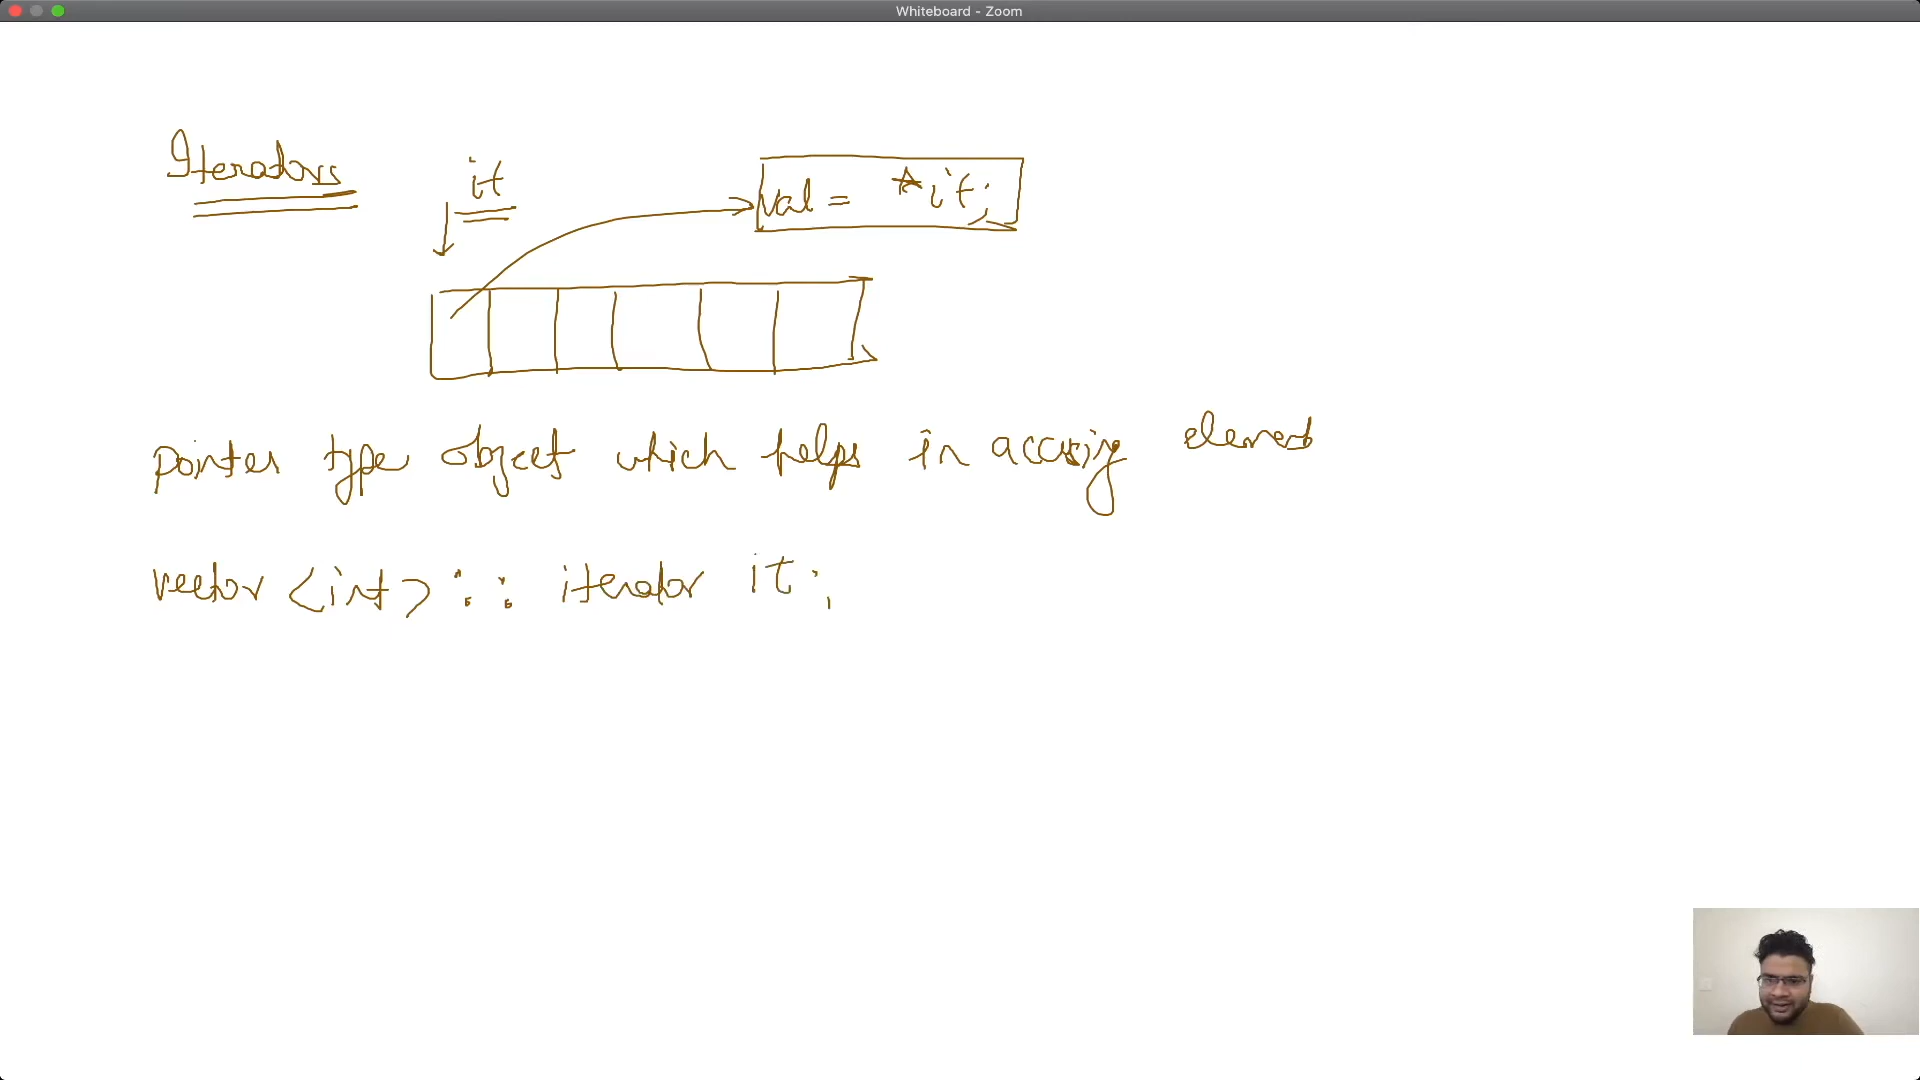 Whiteboard - Zoom
Iterators
it
val = *it;
pointer type object which helps in accessing element
vector <int> :: iterator it;